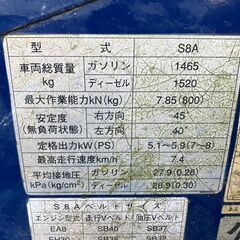 型 式 S8A
車両総質量 kg ガソリン 1465
ディーゼル 1520
最大作業能力kN(kg) 7.85(800)
安定度 (無負荷状態) 右方向 45°
左方向 40°
定格出力kW(PS) 5.1~5.9(7~8)
最高走行速度km/h 7.4
平均接地圧 kPa(kg/cm²) ガソリン 27.9(0.28)
ディーゼル 28.9(0.30)
S8Aベルトサイズ
エンジン型式 走行Vベルト 油圧Vベルト
EA8 SB40 SB37